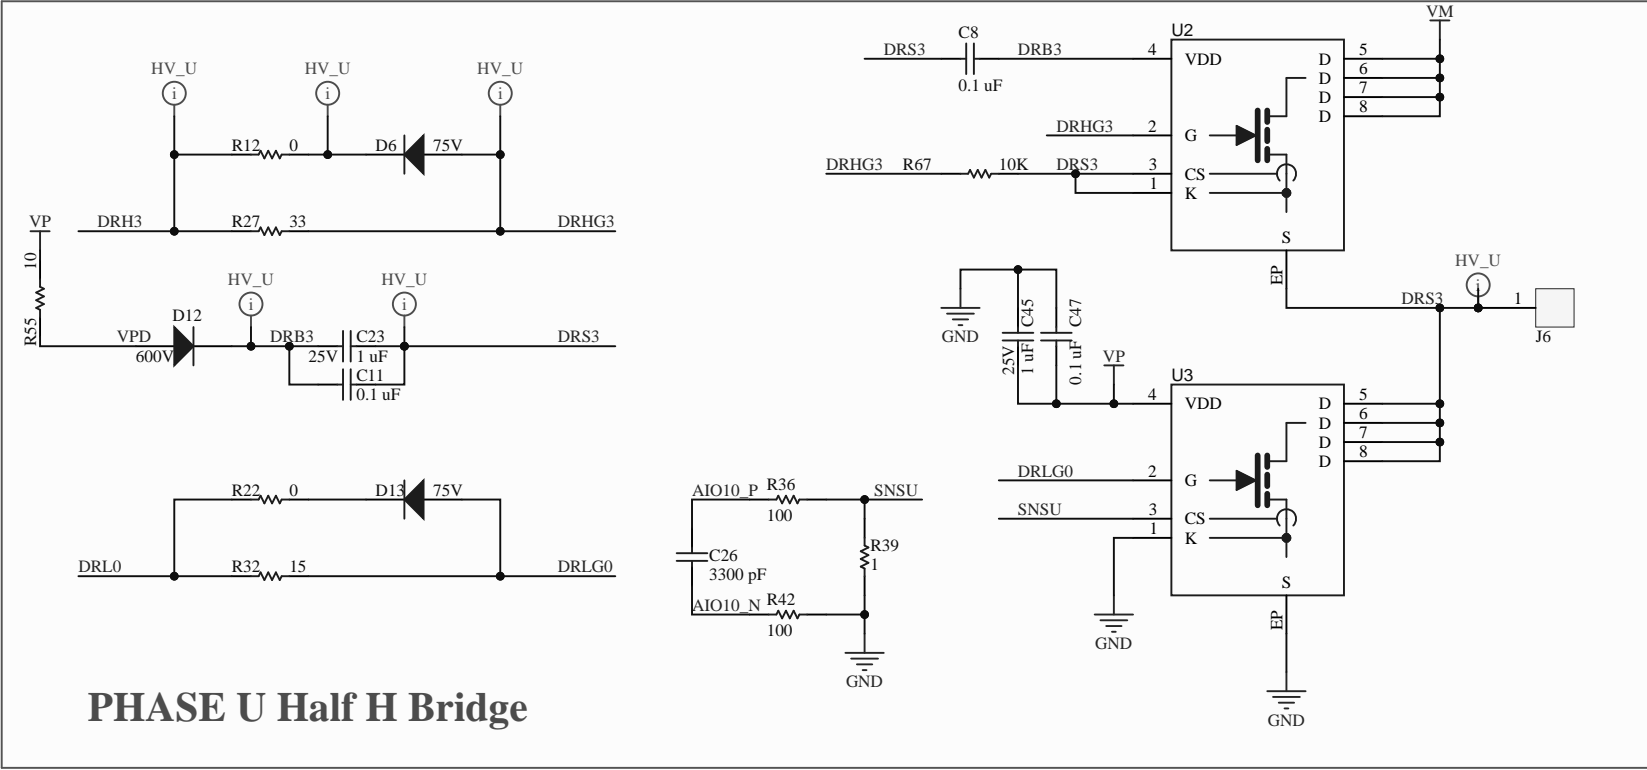 HV_U
i
R12 0
HV_U
i
D6 75V
HV_U
i
DRH3
R27 33
DRHG3
VP
10
R55
VPD
D12
600V
HV_U
i
DRB3
C23
25V
1 uF
C11
0.1 uF
HV_U
i
DRS3
R22 0
D13 75V
DRL0
R32 15
DRLG0
AIO10_P
R36
100
SNSU
C26
3300 pF
R39
1
AIO10_N
R42
100
GND
DRS3
C8
0.1 uF
DRB3
4
DRHG3
2
DRHG3
R67
10K
DRS3
3
1
U2
VDD
G
CS
K
D
D
D
D
S
5
6
7
8
VM
EP
DRS3
HV_U
i
1
J6
GND
C45
25V
1 uF
C47
0.1 uF
VP
4
DRLG0
2
SNSU
3
1
GND
U3
VDD
G
CS
K
D
D
D
D
S
5
6
7
8
EP
GND
PHASE U Half H Bridge